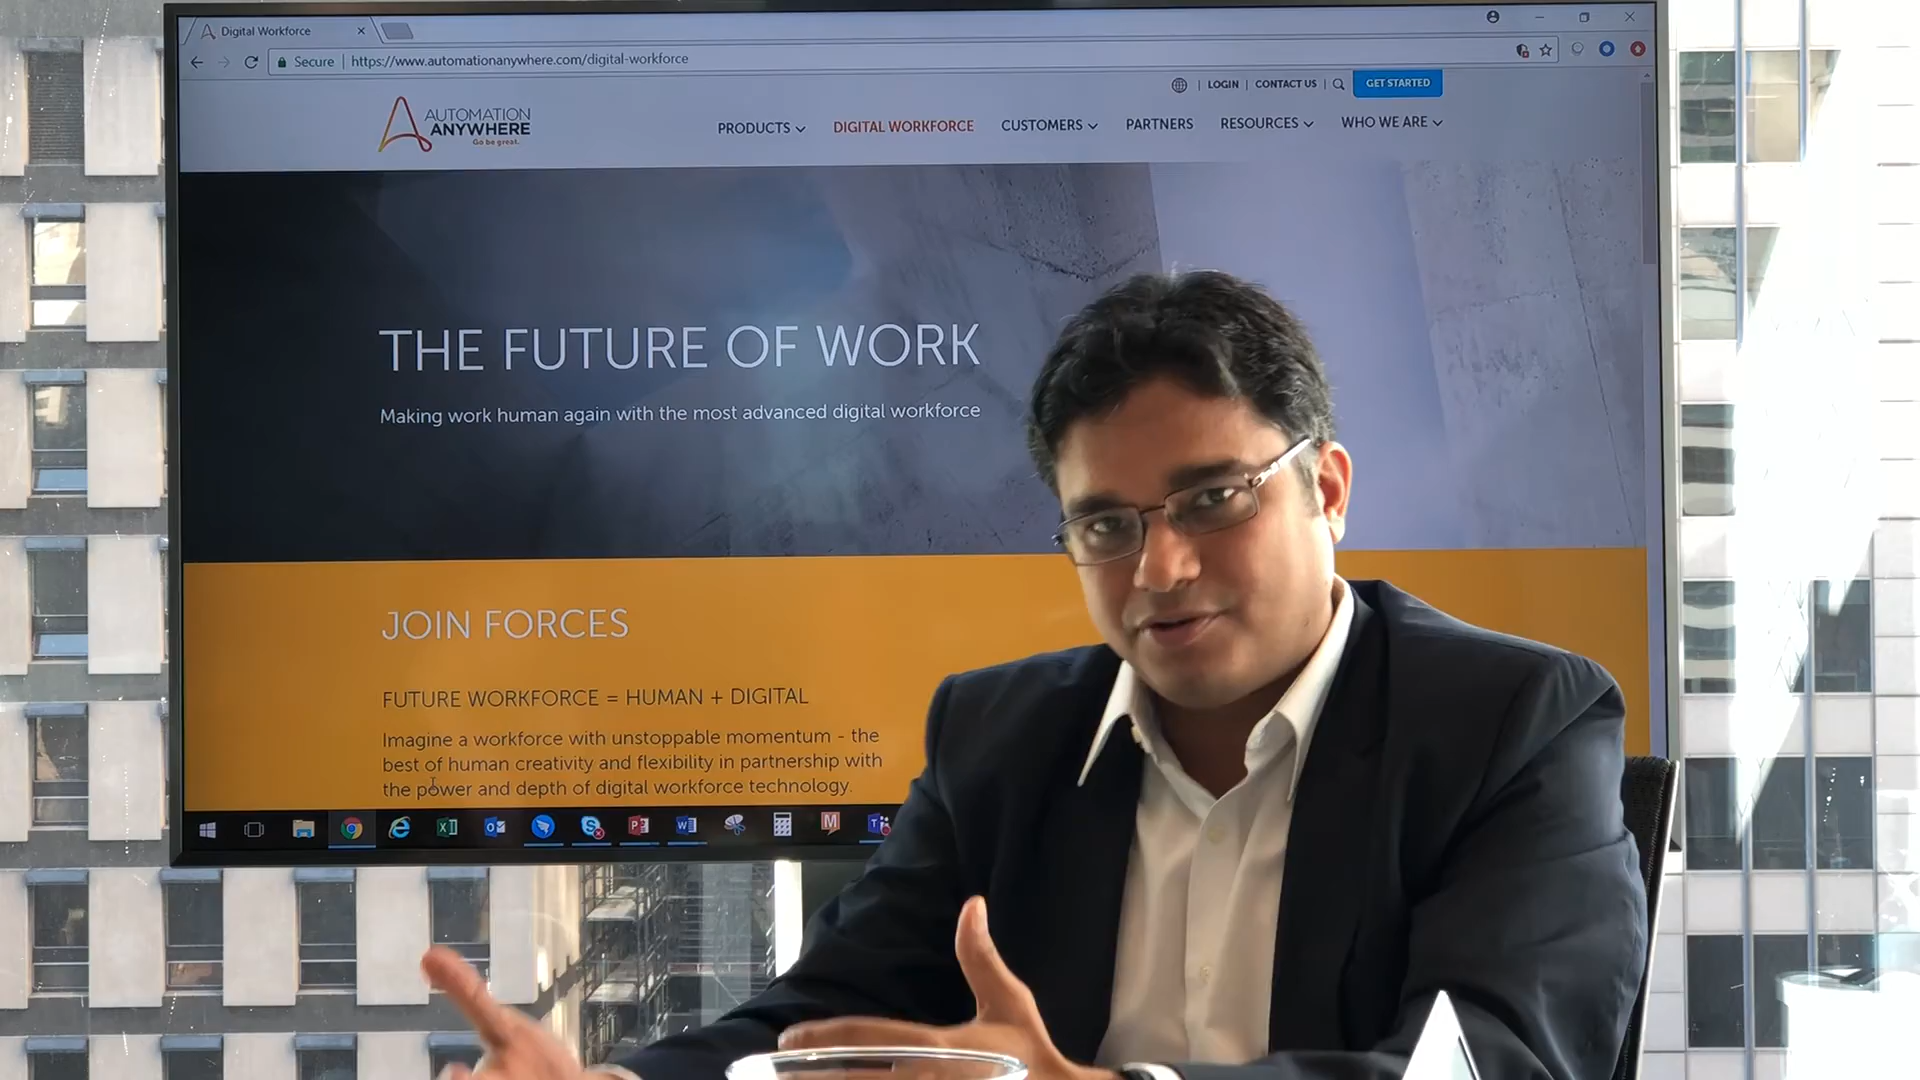 Digital Workforce
Secure | https://www.automationanywhere.com/digital-workforce
LOGIN | CONTACT US | GET STARTED
AUTOMATION
ANYWHERE
Go be great.
PRODUCTS DIGITAL WORKFORCE CUSTOMERS PARTNERS RESOURCES WHO WE ARE
THE FUTURE OF WORK
Making work human again with the most advanced digital workforce
JOIN FORCES
FUTURE WORKFORCE = HUMAN + DIGITAL
Imagine a workforce with unstoppable momentum - the
best of human creativity and flexibility in partnership with
the power and depth of digital workforce technology.